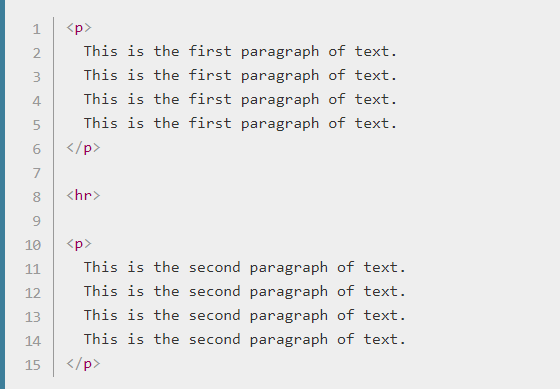 1 <p>
2   This is the first paragraph of text.
3   This is the first paragraph of text.
4   This is the first paragraph of text.
5   This is the first paragraph of text.
6 </p>
7
8 <hr>
9
10 <p>
11   This is the second paragraph of text.
12   This is the second paragraph of text.
13   This is the second paragraph of text.
14   This is the second paragraph of text.
15 </p>